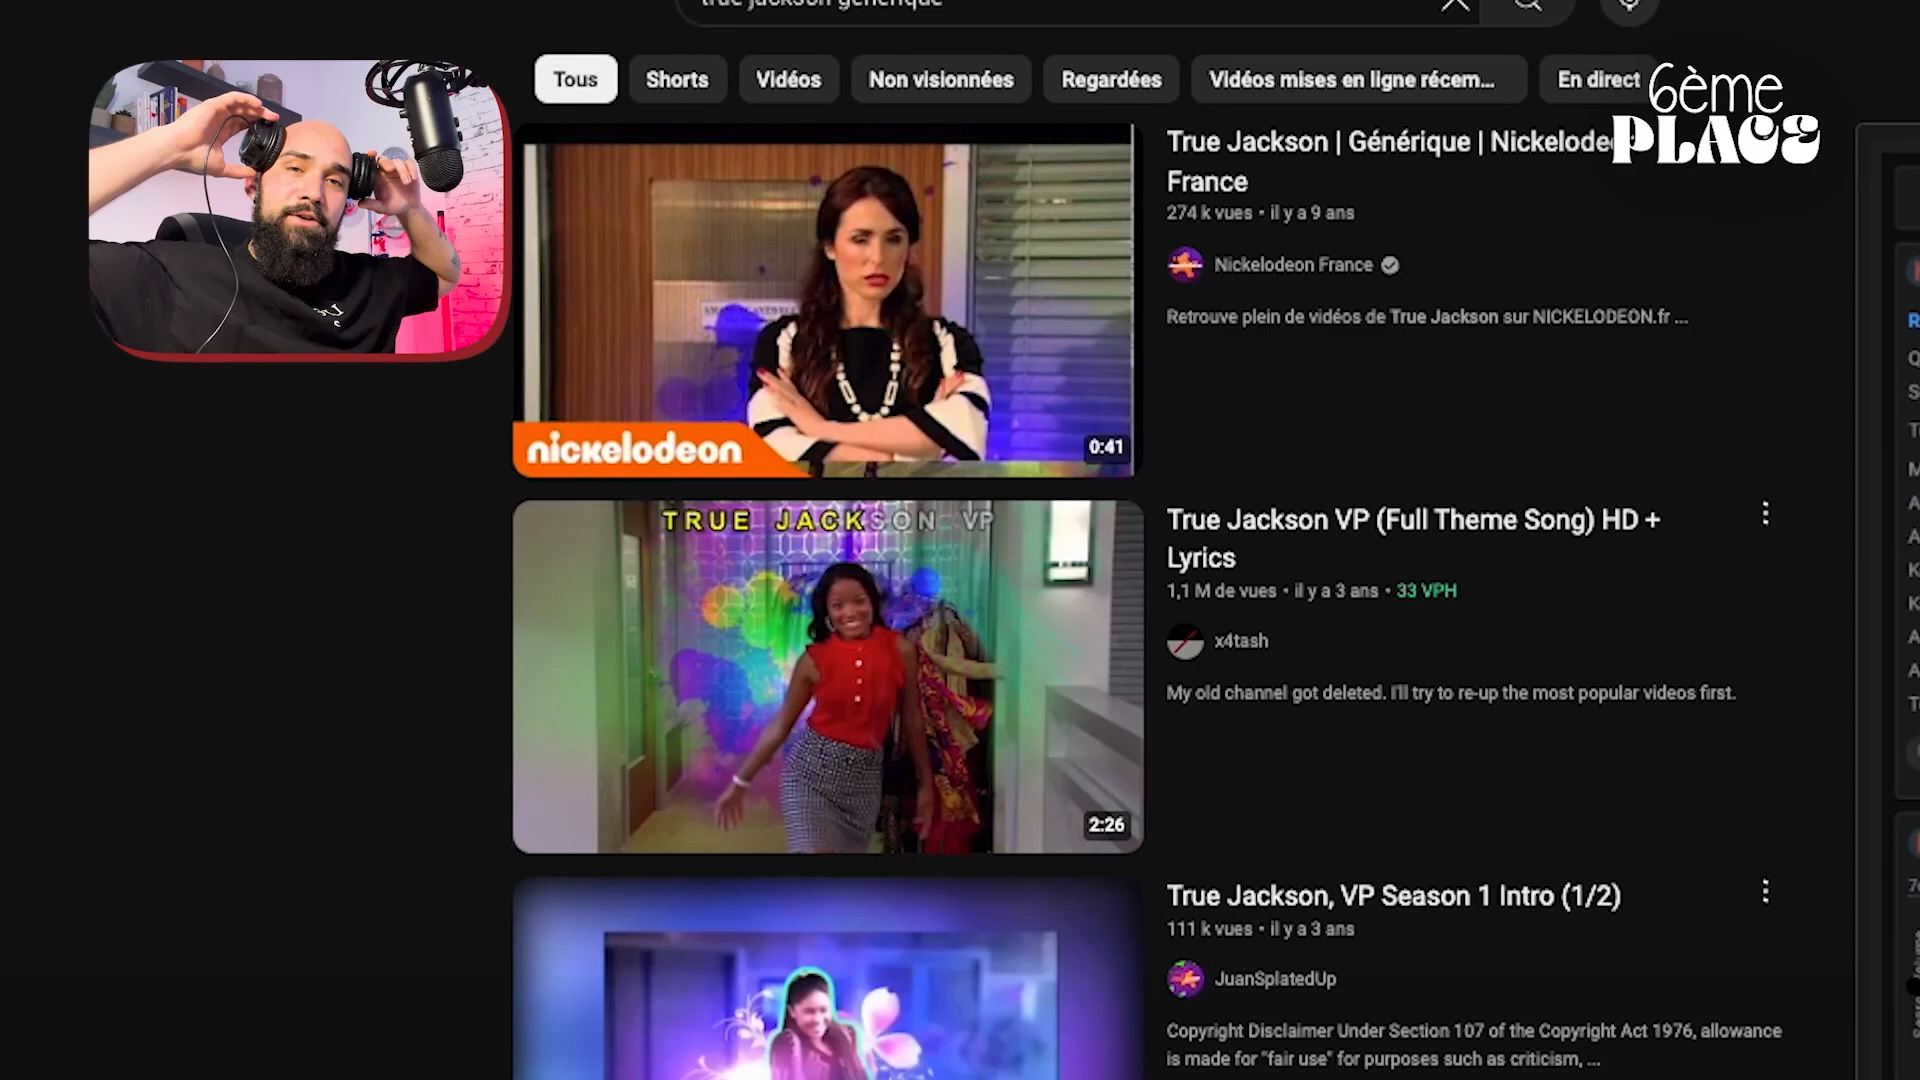 true jackson générique
Tous
Shorts
Vidéos
Non visionnées
Regardées
Vidéos mises en ligne récem...
En direct
6ème
PLACE
True Jackson | Générique | Nickelode
France
274 k vues • il y a 9 ans
Nickelodeon France
Retrouve plein de vidéos de True Jackson sur NICKELODEON.fr ...
nickelodeon
0:41
TRUE JACKSON VP
2:26
True Jackson VP (Full Theme Song) HD +
Lyrics
1,1 M de vues • il y a 3 ans • 33 VPH
x4tash
My old channel got deleted. I'll try to re-up the most popular videos first.
True Jackson, VP Season 1 Intro (1/2)
111 k vues • il y a 3 ans
JuanSplatedUp
Copyright Disclaimer Under Section 107 of the Copyright Act 1976, allowance
is made for "fair use" for purposes such as criticism, ...